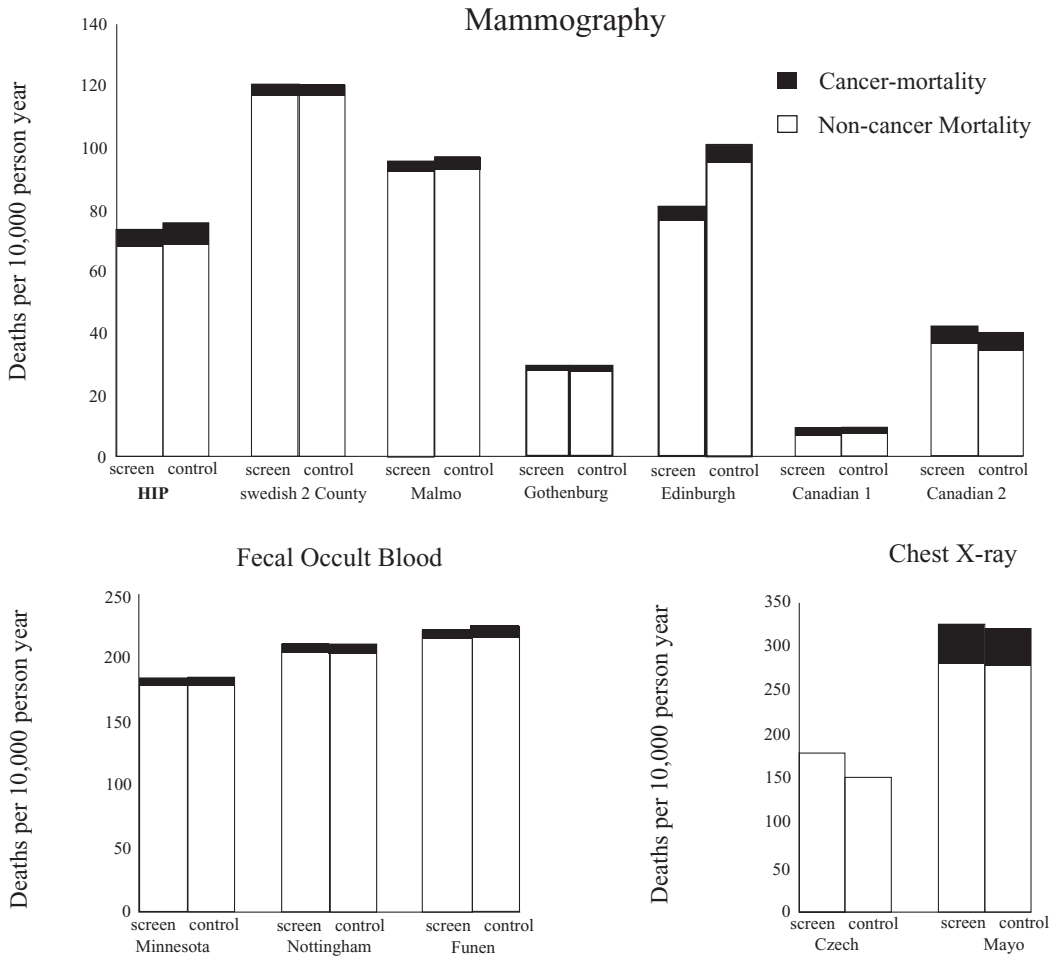 Mammography
Deaths per 10,000 person year
140
120
100
80
60
40
20
0
Cancer-mortality
Non-cancer Mortality
screen control screen control screen control screen control screen control screen control screen control
HIP swedish 2 County Malmo Gothenburg Edinburgh Canadian 1 Canadian 2
Fecal Occult Blood
Deaths per 10,000 person year
250
200
150
100
50
0
screen control screen control screen control
Minnesota Nottingham Funen
Chest X-ray
Deaths per 10,000 person year
350
300
250
200
150
100
50
0
screen control screen control
Czech Mayo